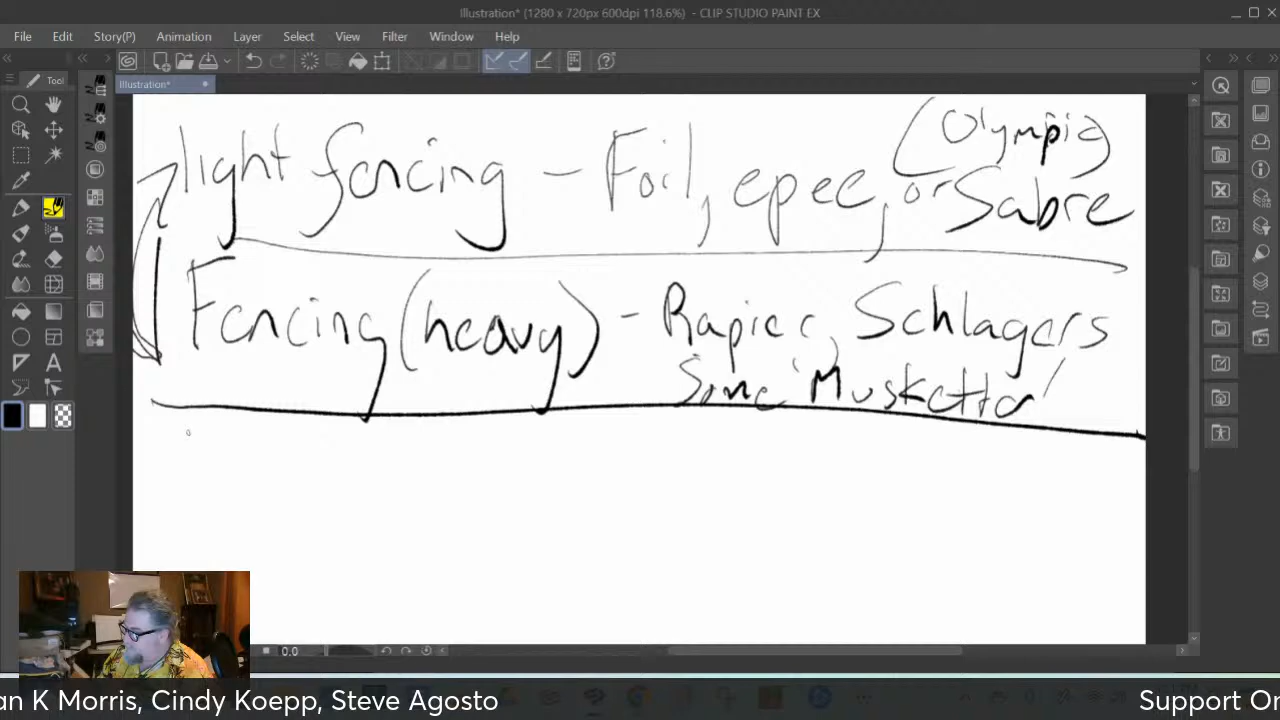 Illustration* (1280 x 720px 600dpi 118.6%) - CLIP STUDIO PAINT EX
File Edit Story(P) Animation Layer Select View Filter Window Help
Tool
Illustration*
(Olympic)
light fencing - Foil, epee, or Sabre
Fencing (heavy) - Rapier, Schlagers
Some 'Musketter'
0.0
an K Morris, Cindy Koepp, Steve Agosto
Support Or